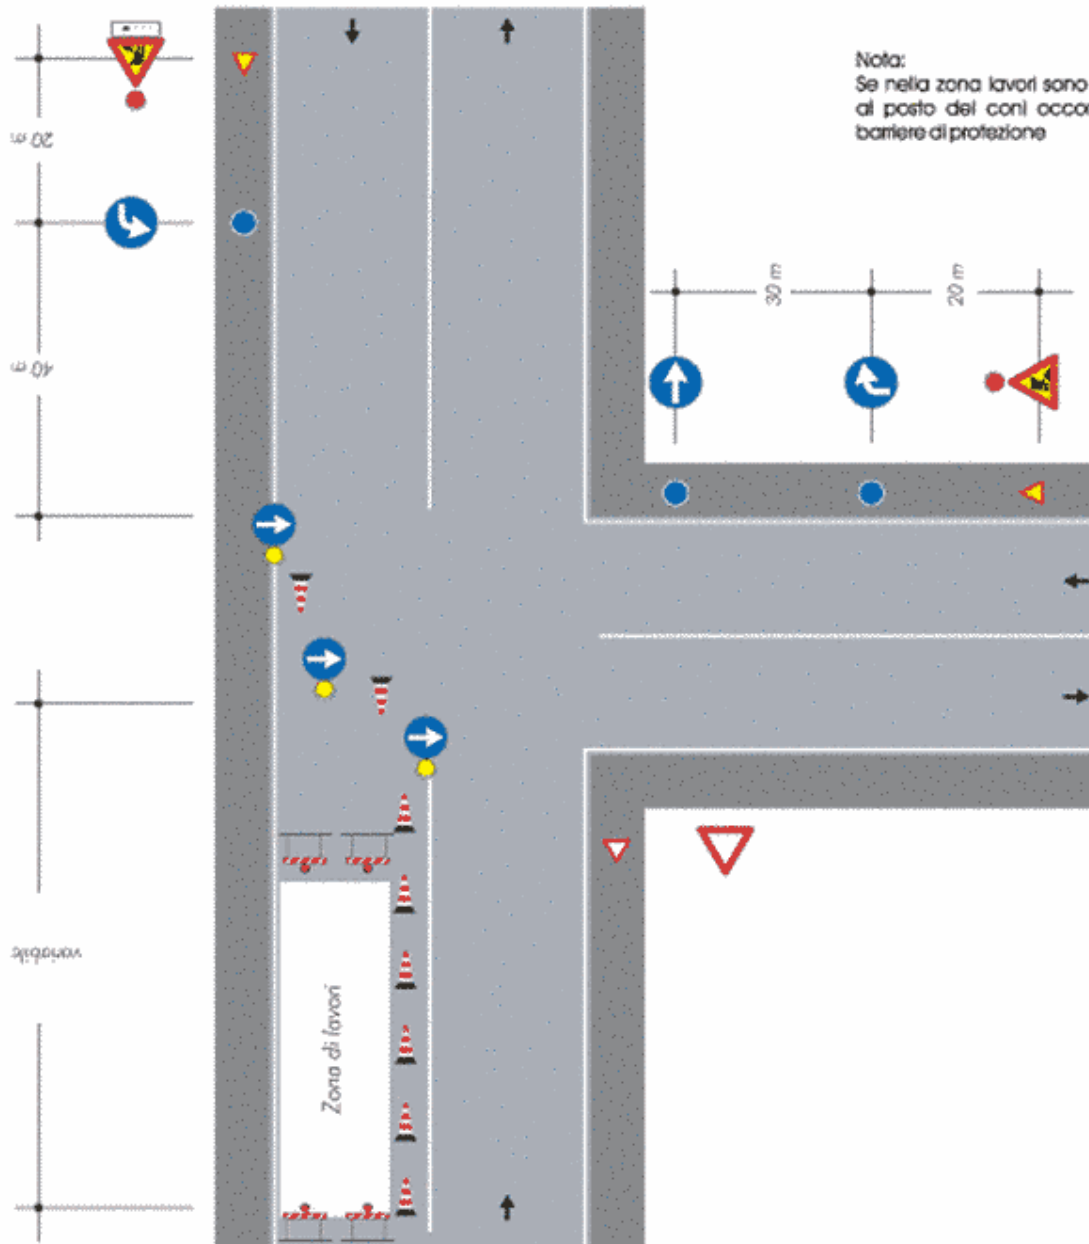 Nota:
Se nella zona lavori sono
al posto dei coni occor
barriere di protezione
20 m
40 m
30 m
20 m
variabile
Zona di lavori